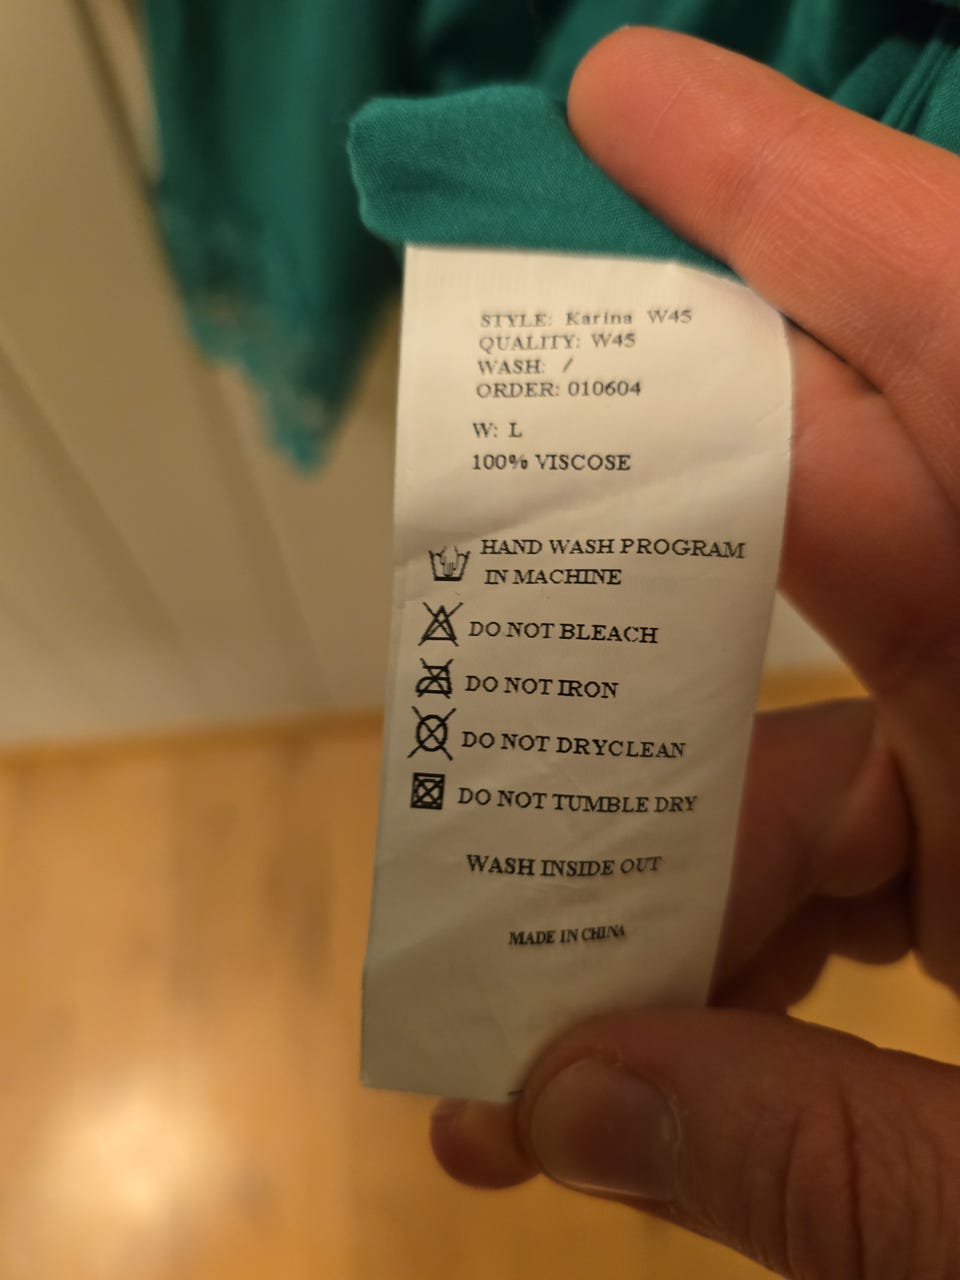 STYLE: Karina W45
QUALITY: W45
WASH: /
ORDER: 010604
W: L
100% VISCOSE
HAND WASH PROGRAM
IN MACHINE
DO NOT BLEACH
DO NOT IRON
DO NOT DRYCLEAN
DO NOT TUMBLE DRY
WASH INSIDE OUT
MADE IN CHINA